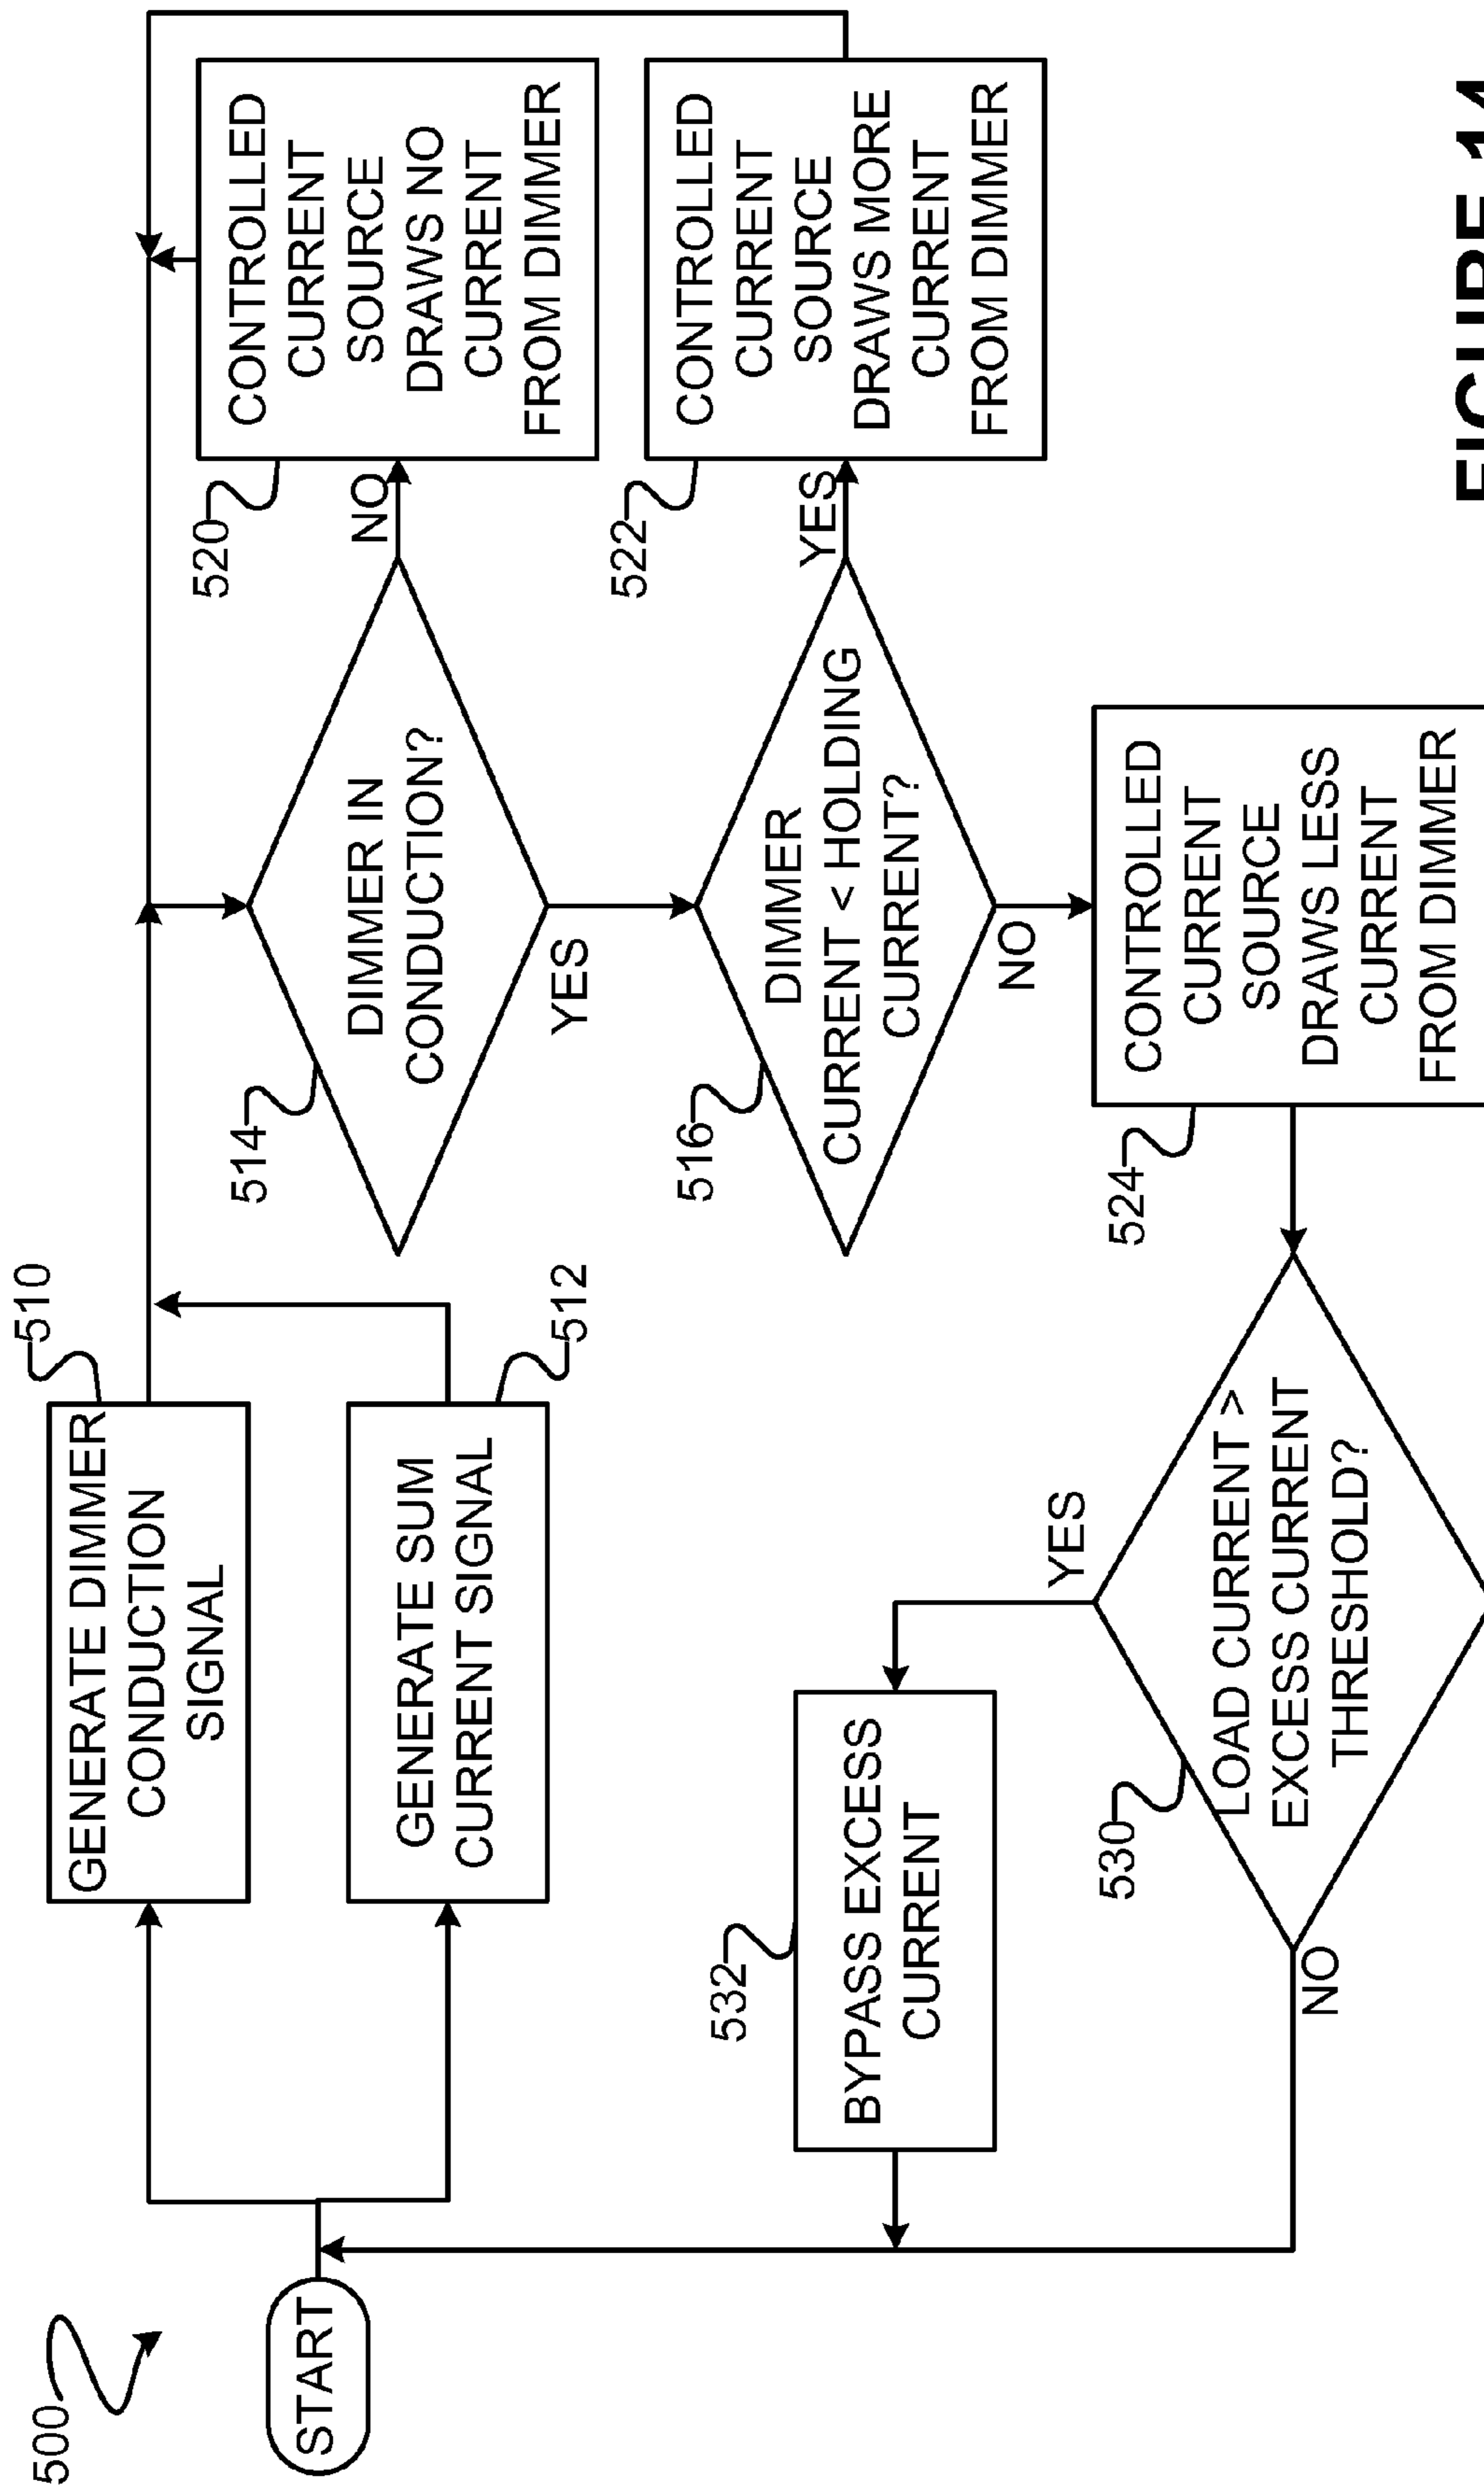 500
START
510
GENERATE DIMMER
CONDUCTION
SIGNAL
GENERATE SUM
CURRENT SIGNAL
512
514
DIMMER IN
CONDUCTION?
NO
YES
520
CONTROLLED
CURRENT
SOURCE
DRAWS NO
CURRENT
FROM DIMMER
516
DIMMER
CURRENT < HOLDING
CURRENT?
YES
NO
522
CONTROLLED
CURRENT
SOURCE
DRAWS MORE
CURRENT
FROM DIMMER
524
CONTROLLED
CURRENT
SOURCE
DRAWS LESS
CURRENT
FROM DIMMER
530
LOAD CURRENT >
EXCESS CURRENT
THRESHOLD?
YES
NO
532
BYPASS EXCESS
CURRENT
FIGURE 14